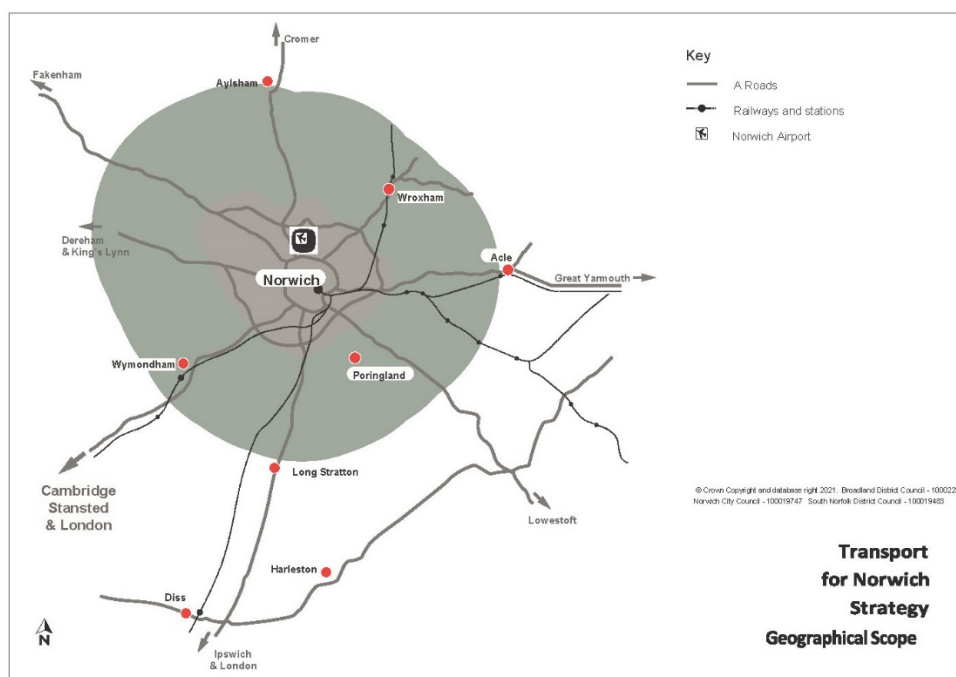 Cromer
Fakenham
Aylsham
Wroxham
Dereham
& King's Lynn
Norwich
Acle
Great Yarmouth
Wymondham
Poringland
Long Stratton
Cambridge
Stansted
& London
Lowestoft
Harleston
Diss
Ipswich
& London
N
Key
A Roads
Railways and stations
Norwich Airport
© Crown Copyright and database right 2021. Broadland District Council - 100022
Norwich City Council - 100019747 South Norfolk District Council - 100019483
Transport
for Norwich
Strategy
Geographical Scope